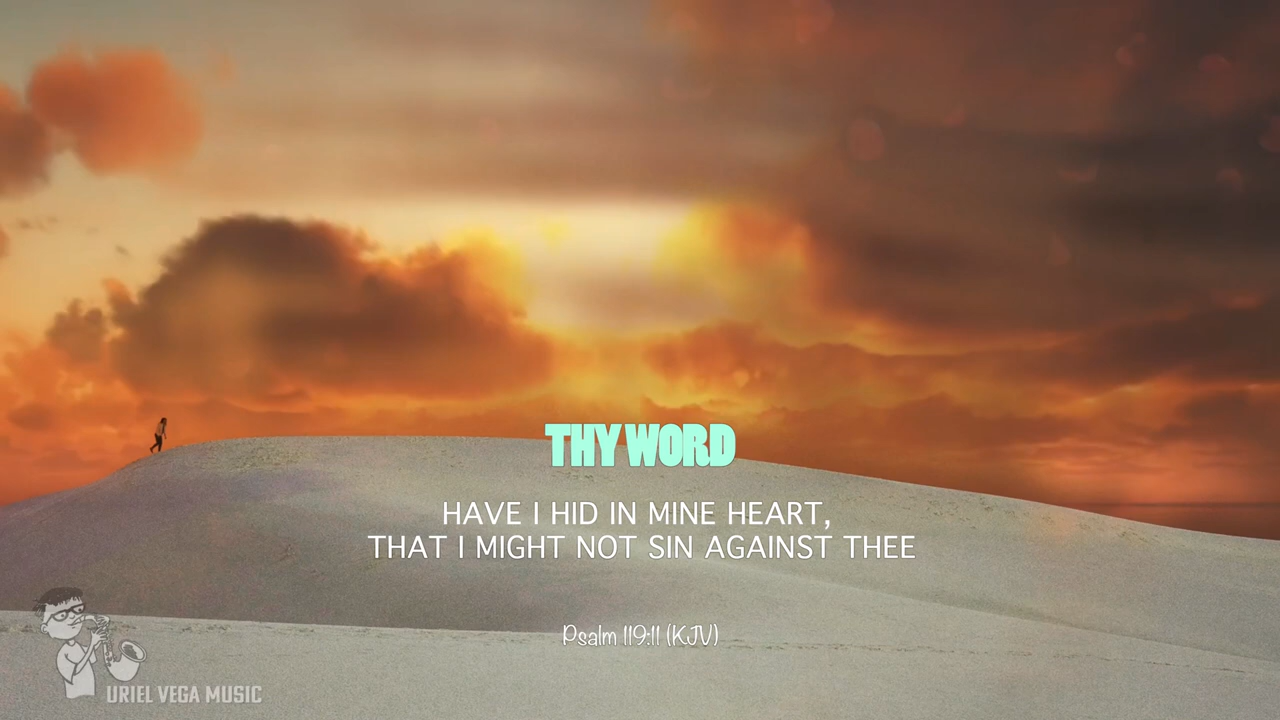 THY WORD
HAVE I HID IN MINE HEART,
THAT I MIGHT NOT SIN AGAINST THEE
Psalm 119:11 (KJV)
URIEL VEGA MUSIC